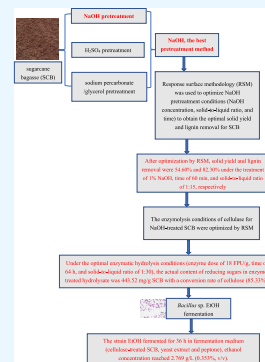 NaOH pretreatment
H₂SO₄ pretreatment
sugarcane
bagasse (SCB)
sodium percarbonate
/glycerol pretreatment
NaOH, the best
pretreatment method
Response surface methodology (RSM)
was used to optimize NaOH
pretreatment conditions (NaOH
concentration, solid-to-liquid ratio, and
time) to obtain the optimal solid yield
and lignin removal for SCB
After optimization by RSM, solid yield and lignin
removal were 54.60% and 82.30% under the treatment
of 1% NaOH, time of 60 min, and solid-to-liquid ratio
of 1:15, respectively
The enzymolysis conditions of cellulase for
NaOH-treated SCB were optimized by RSM
Under the optimal enzymatic hydrolysis conditions (enzyme dose of 18 FPU/g, time of
64 h, and solid-to-liquid ratio of 1:30), the actual content of reducing sugars in enzyme-
treated hydrolysate was 443.52 mg/g SCB with a conversion rate of cellulose (85.33%)
Bacillus sp. EtOH
fermentation
The strain EtOH fermented for 36 h in fermentation medium
(cellulose-treated SCB, yeast extract and peptone), ethanol
concentration reached 2.769 g/L (0.353%, v/v)